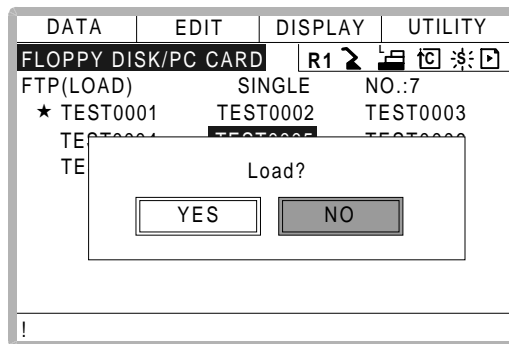 DATA EDIT DISPLAY UTILITY
FLOPPY DISK/PC CARD R1 C S
FTP(LOAD) SINGLE NO.:7
★ TEST0001 TEST0002 TEST0003
Load?
YES NO
!